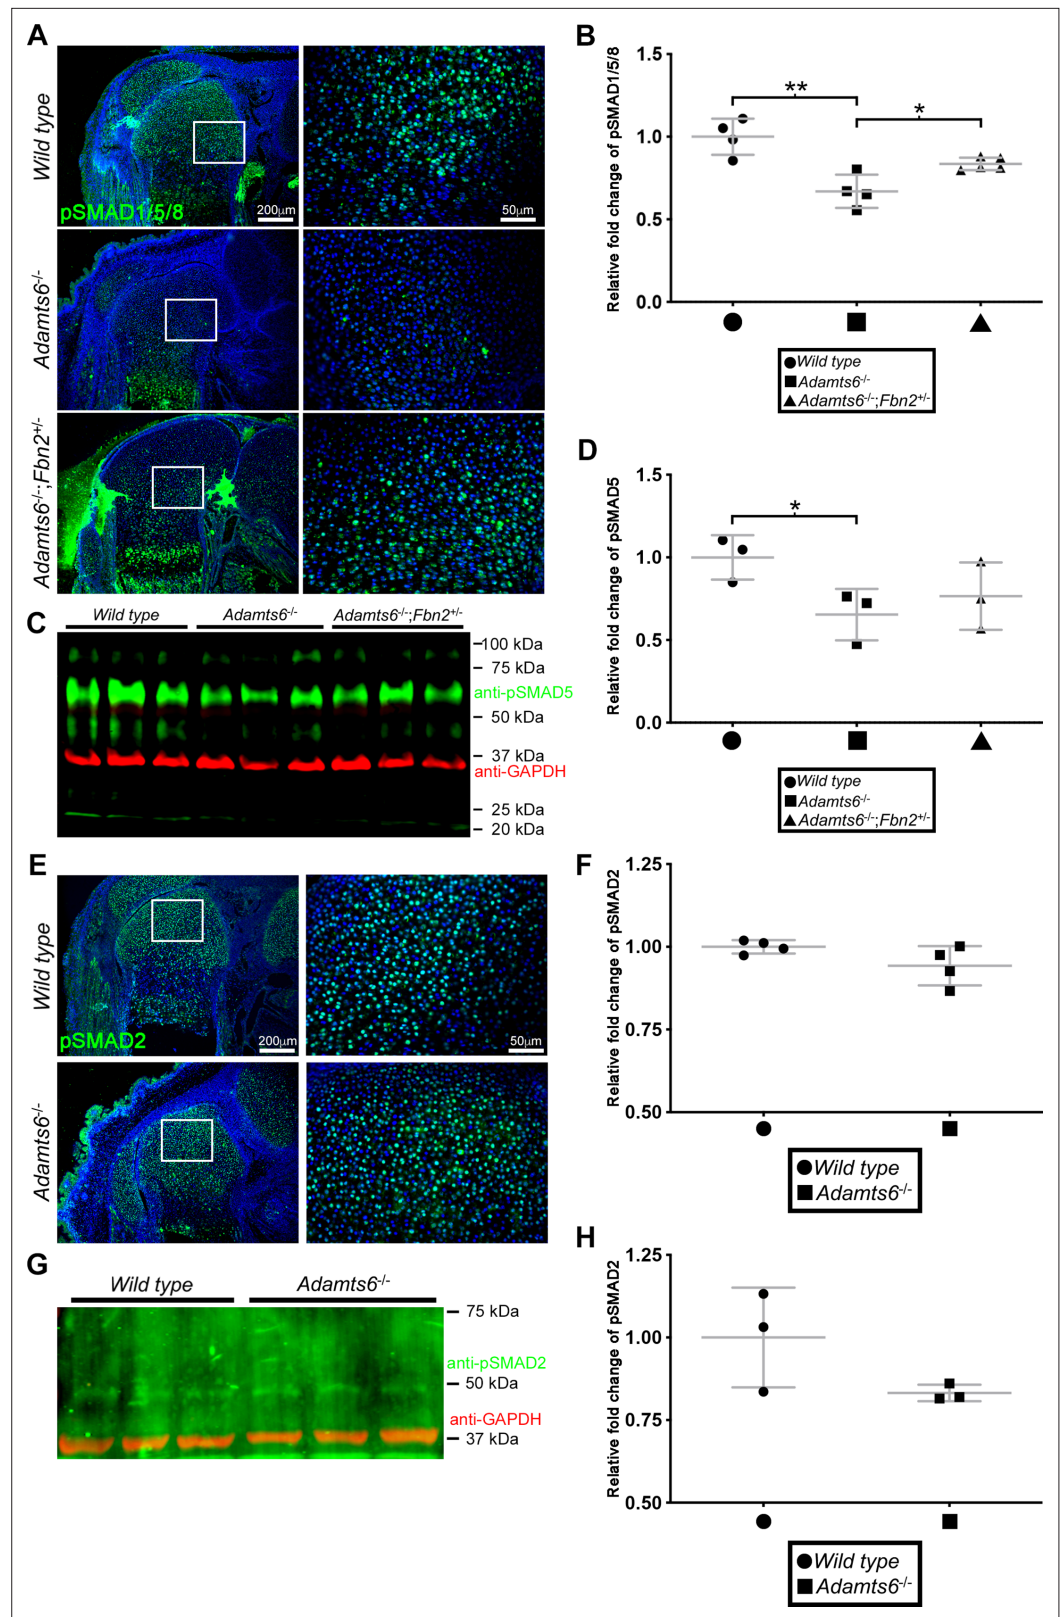 A
Wild type
pSMAD1/5/8
200μm
50μm
Adamts6-/-
Adamts6-/-;Fbn2+/-
B
Relative fold change of pSMAD1/5/8
1.5
1.0
0.5
0.0
**
*
Wild type
Adamts6-/-
Adamts6-/-;Fbn2+/-
C
Wild type
Adamts6-/-
Adamts6-/-;Fbn2+/-
100 kDa
75 kDa
anti-pSMAD5
50 kDa
37 kDa
anti-GAPDH
25 kDa
20 kDa
D
Relative fold change of pSMAD5
1.5
1.0
0.5
0.0
*
Wild type
Adamts6-/-
Adamts6-/-;Fbn2+/-
E
Wild type
pSMAD2
200μm
50μm
Adamts6-/-
F
Relative fold change of pSMAD2
1.25
1.00
0.75
0.50
Wild type
Adamts6-/-
G
Wild type
Adamts6-/-
75 kDa
anti-pSMAD2
50 kDa
anti-GAPDH
37 kDa
H
Relative fold change of pSMAD2
1.25
1.00
0.75
0.50
Wild type
Adamts6-/-